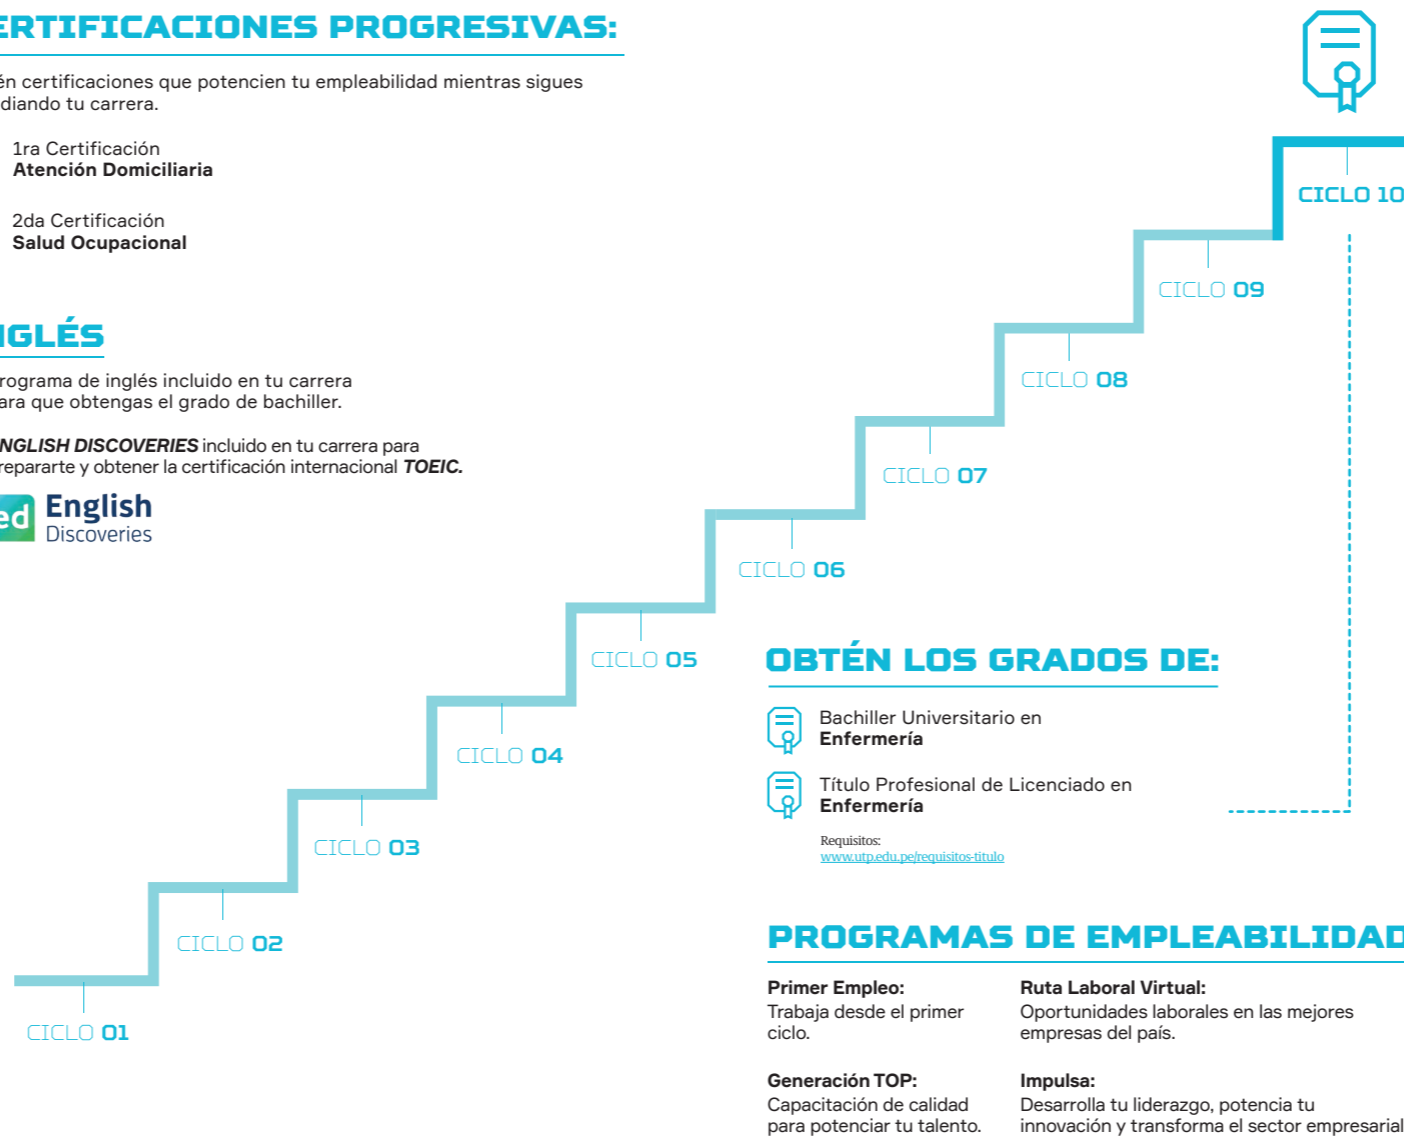 ERTIFICACIONES PROGRESIVAS:
én certificaciones que potencien tu empleabilidad mientras sigues
diando tu carrera.
1ra Certificación
Atención Domiciliaria
2da Certificación
Salud Ocupacional
NGLÉS
rograma de inglés incluido en tu carrera
ara que obtengas el grado de bachiller.
NGLISH DISCOVERIES incluido en tu carrera para
repararte y obtener la certificación internacional TOEIC.
ed English
Discoveries
CICLO 10
CICLO 09
CICLO 08
CICLO 07
CICLO 06
CICLO 05
CICLO 04
CICLO 03
CICLO 02
CICLO 01
OBTÉN LOS GRADOS DE:
Bachiller Universitario en
Enfermería
Título Profesional de Licenciado en
Enfermería
Requisitos:
www.utp.edu.pe/requisitos-titulo
PROGRAMAS DE EMPLEABILIDAD
Primer Empleo:
Trabaja desde el primer
ciclo.
Ruta Laboral Virtual:
Oportunidades laborales en las mejores
empresas del país.
Generación TOP:
Capacitación de calidad
para potenciar tu talento.
Impulsa:
Desarrolla tu liderazgo, potencia tu
innovación y transforma el sector empresarial